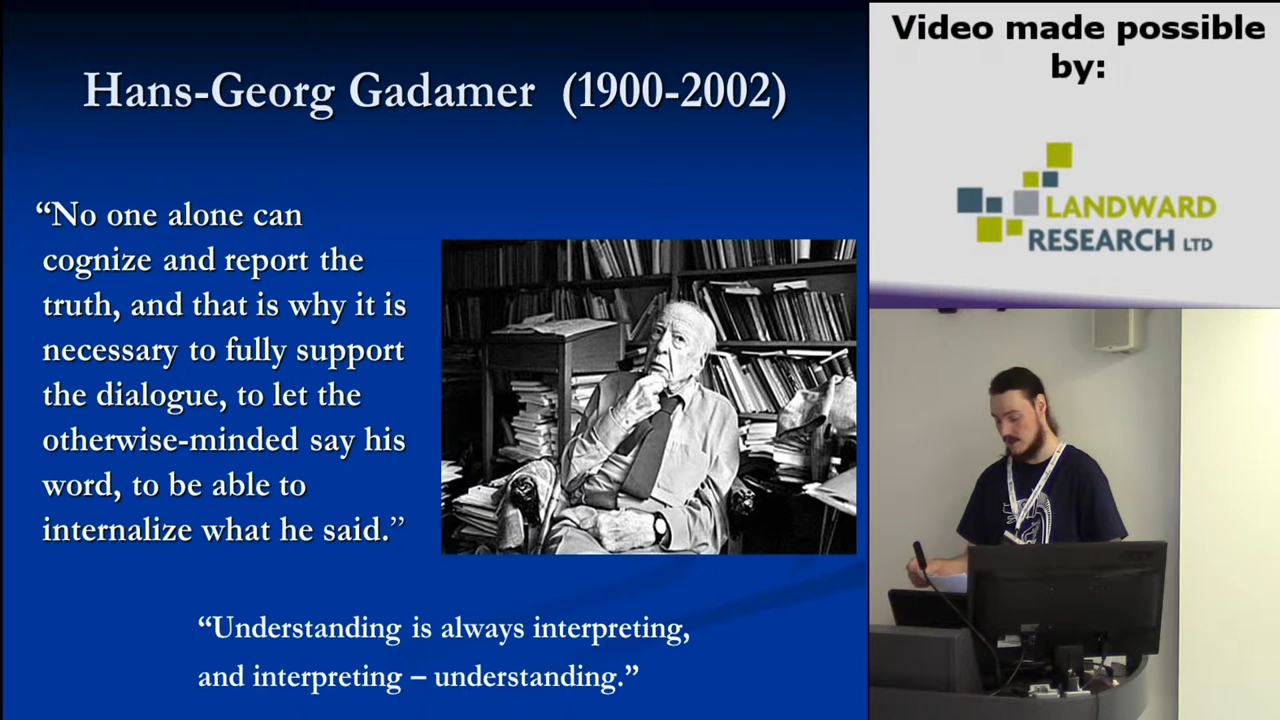 Hans-Georg Gadamer (1900-2002)
“No one alone can
cognize and report the
truth, and that is why it is
necessary to fully support
the dialogue, to let the
otherwise-minded say his
word, to be able to
internalize what he said.”
“Understanding is always interpreting,
and interpreting – understanding.”
Video made possible
by:
LANDWARD
RESEARCH LTD